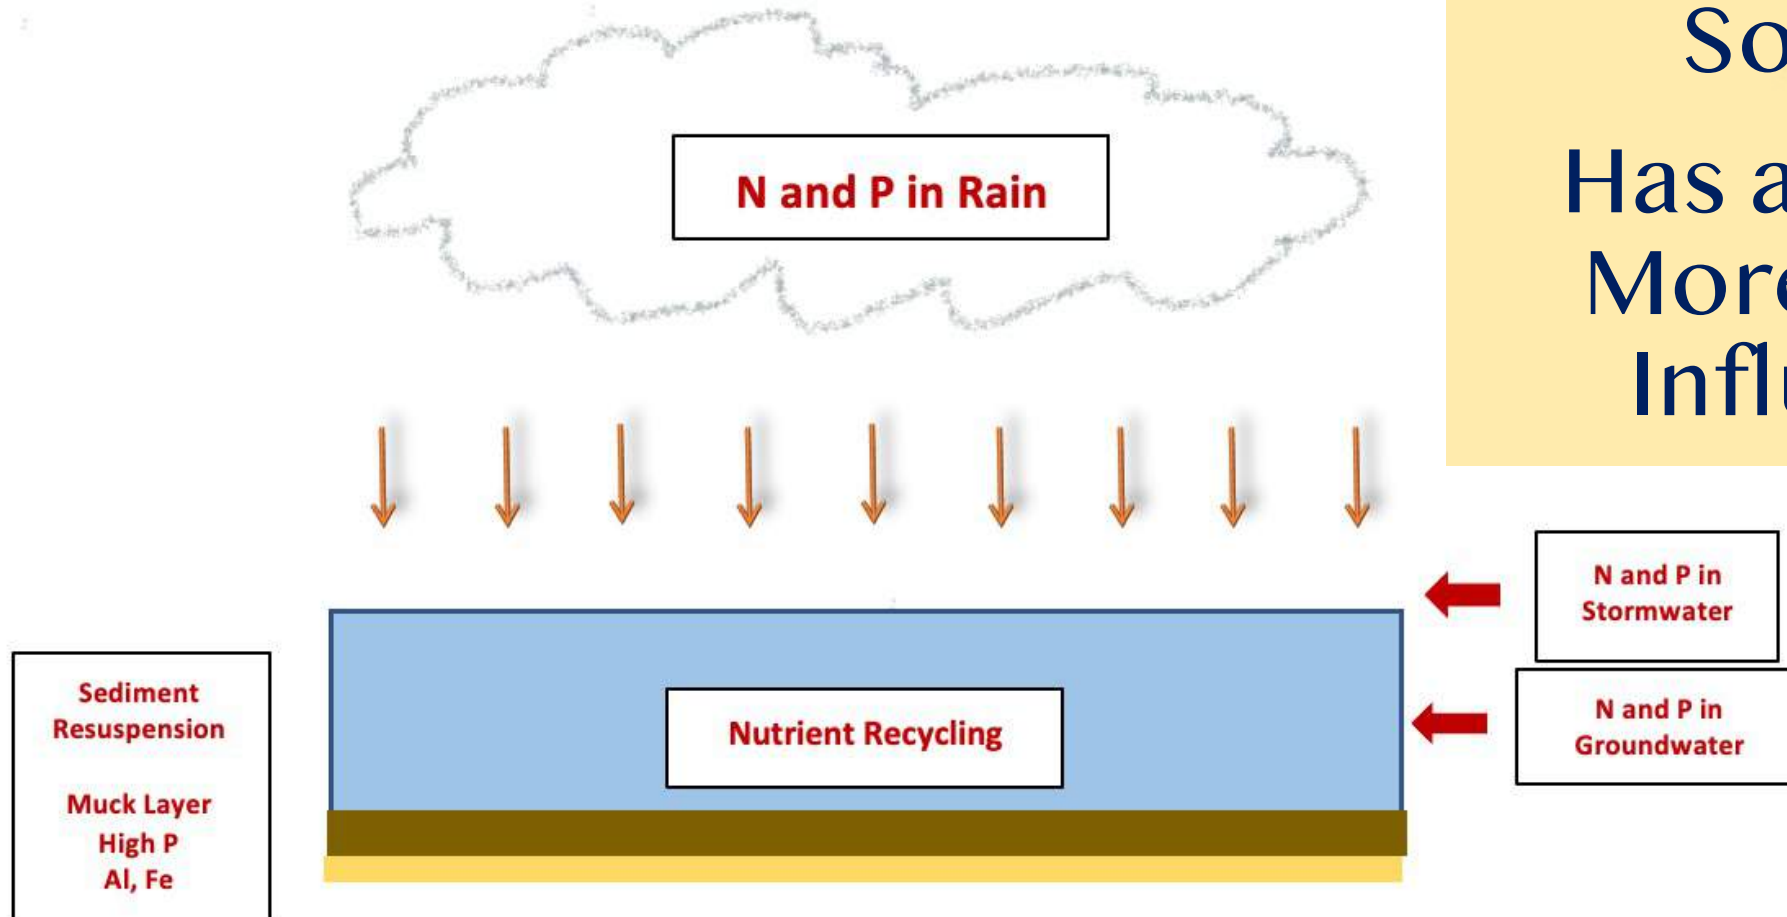 So
Has a
More
Influ
N and P in Rain
N and P in
Stormwater
N and P in
Groundwater
Nutrient Recycling
Sediment
Resuspension
Muck Layer
High P
Al, Fe